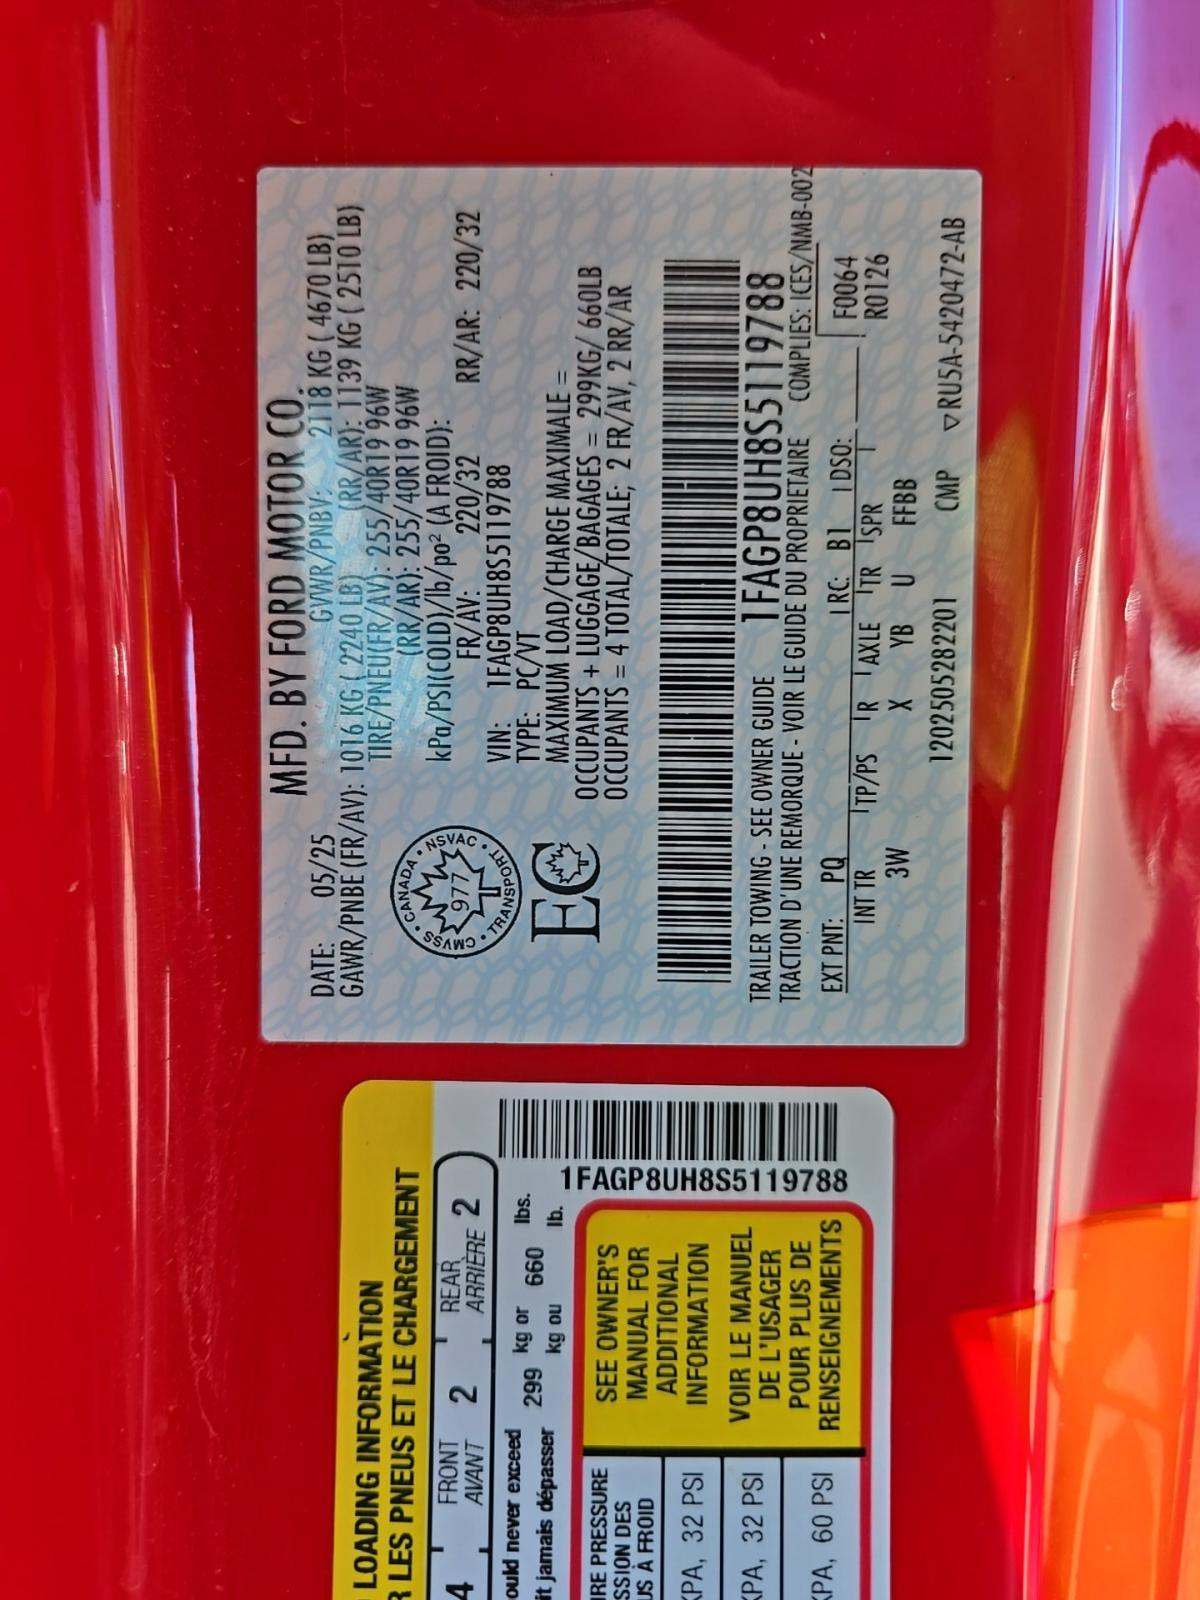 MFD. BY FORD MOTOR CO.
DATE: 05/25 GVWR/PNBV: 2118 KG ( 4670 LB)
GAWR/PNBE (FR/AV): 1016 KG ( 2240 LB) (RR/AR): 1139 KG ( 2510 LB)
TIRE/PNEU(FR/AV): 255/40R19 96W
(RR/AR): 255/40R19 96W
kPa/PSI(COLD)/lb/po² (A FROID):
FR/AV: 220/32 RR/AR: 220/32
VIN: 1FAGP8UH8S5119788
TYPE: PC/VT
MAXIMUM LOAD/CHARGE MAXIMALE =
OCCUPANTS + LUGGAGE/BAGAGES = 299KG/ 660LB
OCCUPANTS = 4 TOTAL/TOTALE; 2 FR/AV, 2 RR/AR
CANADA • NSVAC • TRANSPORT • CMVSS •
977
EC
1FAGP8UH8S5119788
TRAILER TOWING - SEE OWNER GUIDE COMPLIES: ICES/NMB-002
TRACTION D'UNE REMORQUE - VOIR LE GUIDE DU PROPRIETAIRE
EXT PNT: PQ RC: B1 DSO: F0064
INT TR TP/PS R AXLE TR SPR R0126
3W X YB U FFBB
1202505282201 CMP ▽RU5A-5420472-AB
LOADING INFORMATION
R LES PNEUS ET LE CHARGEMENT
4 FRONT 2 REAR 2
AVANT ARRIÈRE
ould never exceed 299 kg or 660 lbs.
it jamais dépasser kg ou lb.
1FAGP8UH8S5119788
IRE PRESSURE
SSION DES
US À FROID
KPA, 32 PSI
KPA, 32 PSI
KPA, 60 PSI
SEE OWNER'S
MANUAL FOR
ADDITIONAL
INFORMATION
VOIR LE MANUEL
DE L'USAGER
POUR PLUS DE
RENSEIGNEMENTS